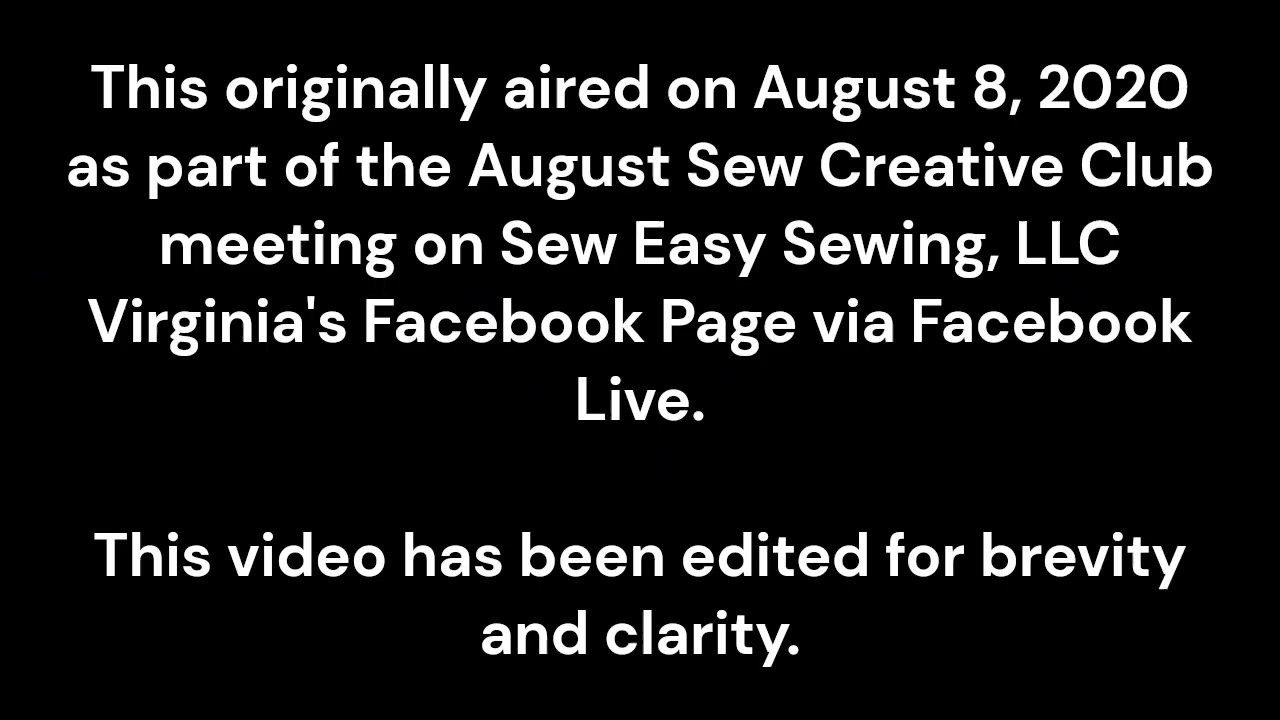 This originally aired on August 8, 2020
as part of the August Sew Creative Club
meeting on Sew Easy Sewing, LLC
Virginia's Facebook Page via Facebook
Live.
This video has been edited for brevity
and clarity.